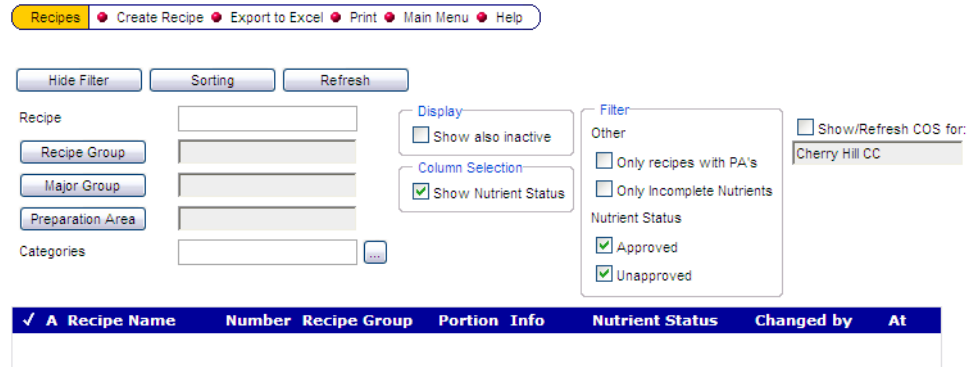 Recipes Create Recipe Export to Excel Print Main Menu Help
Hide Filter Sorting Refresh
Recipe
Recipe Group
Major Group
Preparation Area
Categories ...
Display
Show also inactive
Column Selection
Show Nutrient Status
Filter
Other
Only recipes with PA's
Only Incomplete Nutrients
Nutrient Status
Approved
Unapproved
Show/Refresh COS for:
Cherry Hill CC
✓ A Recipe Name Number Recipe Group Portion Info Nutrient Status Changed by At